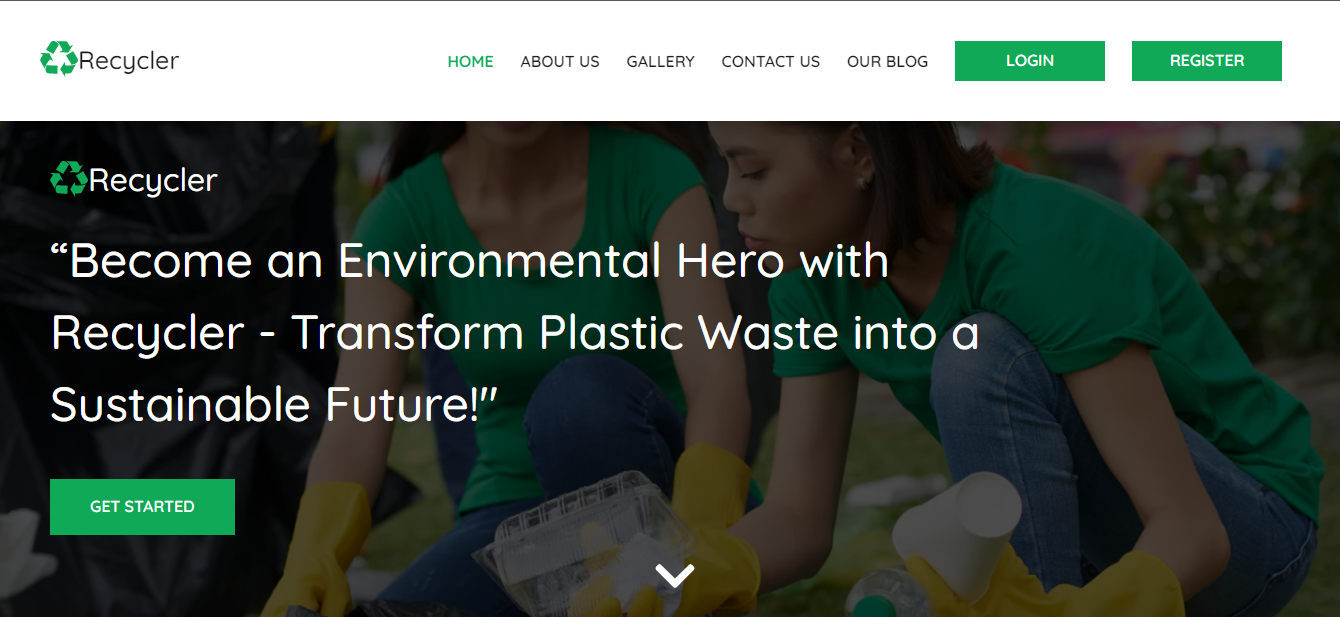 Recycler
HOME ABOUT US GALLERY CONTACT US OUR BLOG LOGIN REGISTER
Recycler
“Become an Environmental Hero with
Recycler - Transform Plastic Waste into a
Sustainable Future!"
GET STARTED